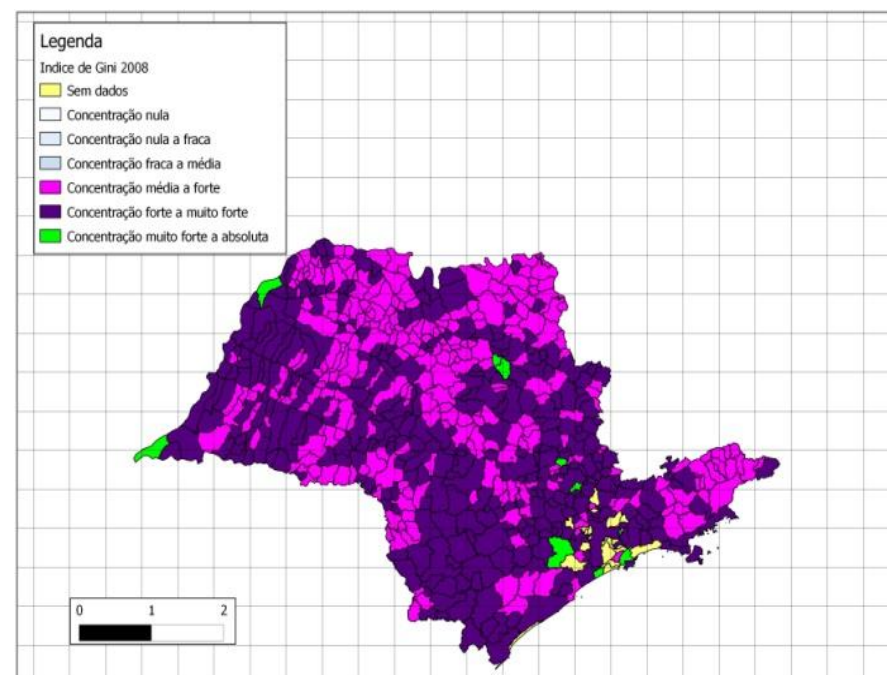 Legenda
Indice de Gini 2008
Sem dados
Concentração nula
Concentração nula a fraca
Concentração fraca a média
Concentração média a forte
Concentração forte a muito forte
Concentração muito forte a absoluta
0 1 2